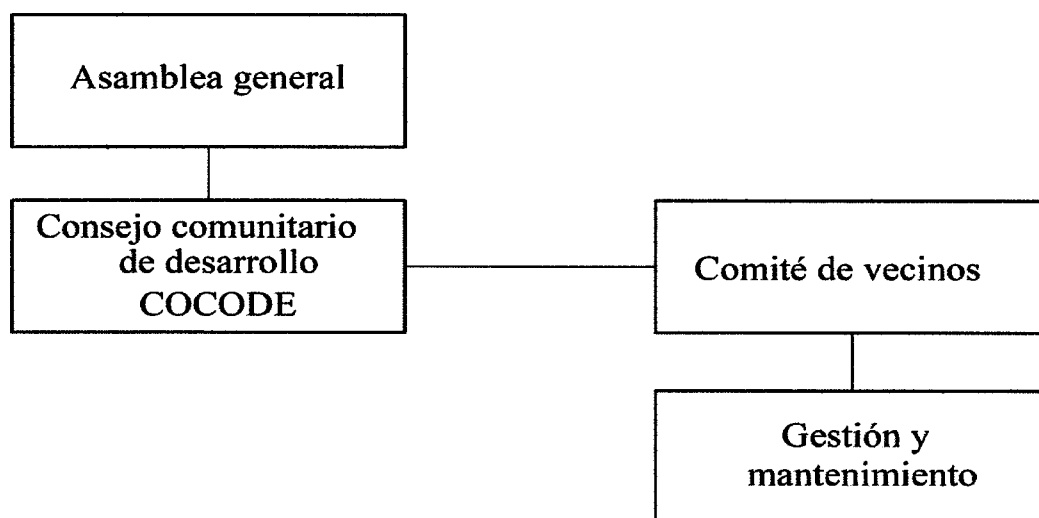 Asamblea general
Consejo comunitario
de desarrollo
COCODE
Comité de vecinos
Gestión y
mantenimiento